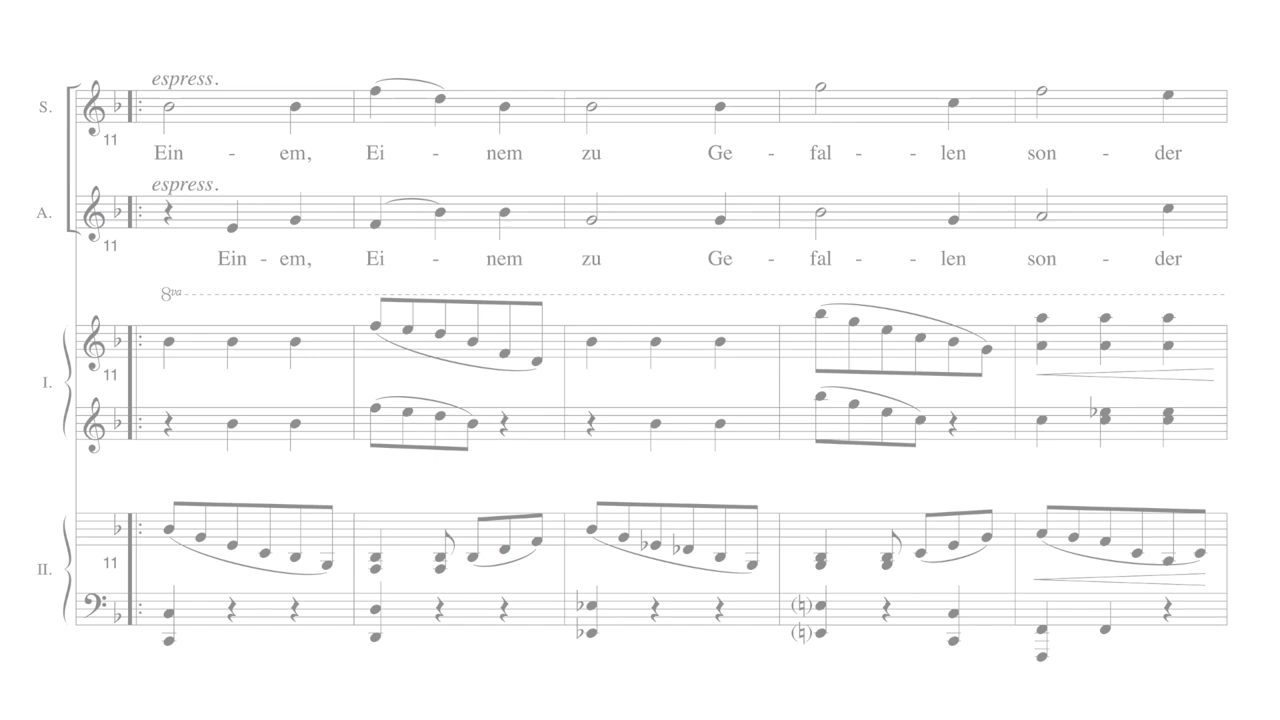 espress.
S.
11
Ein - em, Ei - nem zu Ge - fal - - len son - der
espress.
A.
11
Ein - em, Ei - nem zu Ge - fal - - len son - der
8va
I.
11
II.
11